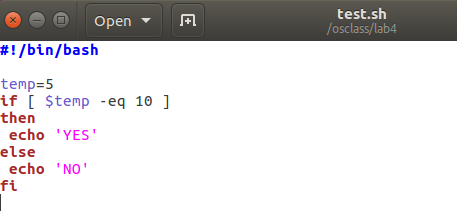 Open
test.sh
/osclass/lab4
#!/bin/bash
temp=5
if [ $temp -eq 10 ]
then
 echo 'YES'
else
 echo 'NO'
fi